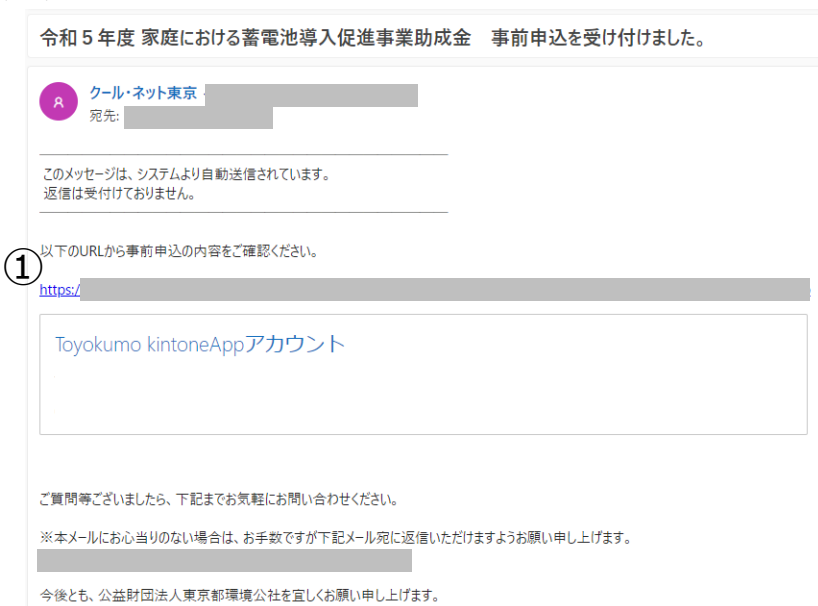 令和５年度 家庭における蓄電池導入促進事業助成金　事前申込を受け付けました。
クール・ネット東京
宛先:
このメッセージは、システムより自動送信されています。
返信は受付けておりません。
①
以下のURLから事前申込の内容をご確認ください。
https:/
Toyokumo kintoneAppアカウント
ご質問等ございましたら、下記までお気軽にお問い合わせください。
※本メールにお心当りのない場合は、お手数ですが下記メール宛に返信いただけますようお願い申し上げます。
今後とも、公益財団法人東京都環境公社を宜しくお願い申し上げます。